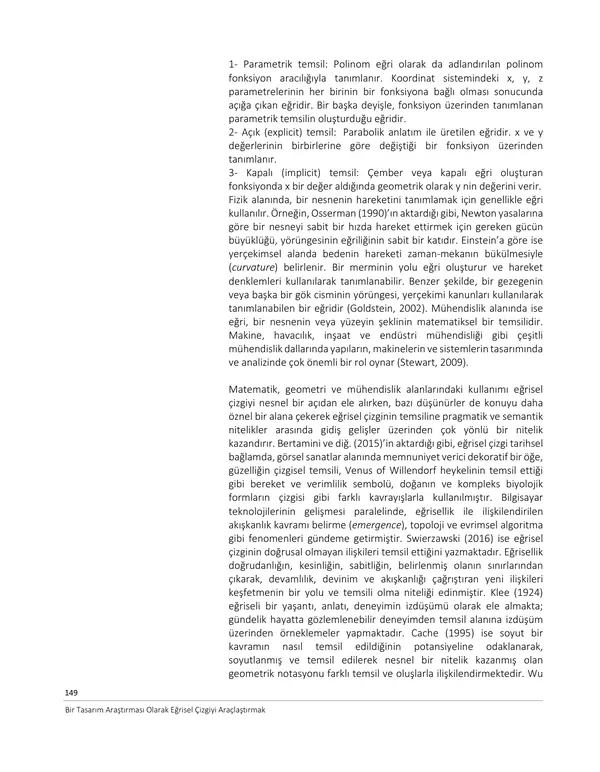 1- Parametrik temsil: Polinom eğri olarak da adlandırılan polinom
fonksiyon aracılığıyla tanımlanır. Koordinat sistemindeki x, y, z
parametrelerinin her birinin bir fonksiyona bağlı olması sonucunda
açığa çıkan eğridir. Bir başka deyişle, fonksiyon üzerinden tanımlanan
parametrik temsilin oluşturduğu eğridir.
2- Açık (explicit) temsil: Parabolik anlatım ile üretilen eğridir. x ve y
değerlerinin birbirlerine göre değiştiği bir fonksiyon üzerinden
tanımlanır.
3- Kapalı (implicit) temsil: Çember veya kapalı eğri oluşturan
fonksiyonda x bir değer aldığında geometrik olarak y nin değerini verir.
Fizik alanında, bir nesnenin hareketini tanımlamak için genellikle eğri
kullanılır. Örneğin, Osserman (1990)'ın aktardığı gibi, Newton yasalarına
göre bir nesneyi sabit bir hızda hareket ettirmek için gereken gücün
büyüklüğü, yörüngesinin eğriliğinin sabit bir katıdır. Einstein'a göre ise
yerçekimsel alanda bedenin hareketi zaman-mekanın bükülmesiyle
(curvature) belirlenir. Bir merminin yolu eğri oluşturur ve hareket
denklemleri kullanılarak tanımlanabilir. Benzer şekilde, bir gezegenin
veya başka bir gök cisminin yörüngesi, yerçekimi kanunları kullanılarak
tanımlanabilen bir eğridir (Goldstein, 2002). Mühendislik alanında ise
eğri, bir nesnenin veya yüzeyin şeklinin matematiksel bir temsilidir.
Makine, havacılık, inşaat ve endüstri mühendisliği gibi çeşitli
mühendislik dallarında yapıların, makinelerin ve sistemlerin tasarımında
ve analizinde çok önemli bir rol oynar (Stewart, 2009).
Matematik, geometri ve mühendislik alanlarındaki kullanımı eğrisel
çizgiyi nesnel bir açıdan ele alırken, bazı düşünürler de konuyu daha
öznel bir alana çekerek eğrisel çizginin temsiline pragmatik ve semantik
nitelikler arasında gidiş gelişler üzerinden çok yönlü bir nitelik
kazandırır. Bertamini ve diğ. (2015)'in aktardığı gibi, eğrisel çizgi tarihsel
bağlamda, görsel sanatlar alanında memnuniyet verici dekoratif bir öğe,
güzelliğin çizgisel temsili, Venus of Willendorf heykelinin temsil ettiği
gibi bereket ve verimlilik sembolü, doğanın ve kompleks biyolojik
formların çizgisi gibi farklı kavrayışlarla kullanılmıştır. Bilgisayar
teknolojilerinin gelişmesi paralelinde, eğrisellik ile ilişkilendirilen
akışkanlık kavramı belirme (emergence), topoloji ve evrimsel algoritma
gibi fenomenleri gündeme getirmiştir. Swierzawski (2016) ise eğrisel
çizginin doğrusal olmayan ilişkileri temsil ettiğini yazmaktadır. Eğrisellik
doğrudanlığın, kesinliğin, sabitliğin, belirlenmiş olanın sınırlarından
çıkarak, devamlılık, devinim ve akışkanlığı çağrıştıran yeni ilişkileri
keşfetmenin bir yolu ve temsili olma niteliği edinmiştir. Klee (1924)
eğriseli bir yaşantı, anlatı, deneyimin izdüşümü olarak ele almakta;
gündelik hayatta gözlemlenebilir deneyimden temsil alanına izdüşüm
üzerinden örneklemeler yapmaktadır. Cache (1995) ise soyut bir
kavramın nasıl temsil edildiğinin potansiyeline odaklanarak,
soyutlanmış ve temsil edilerek nesnel bir nitelik kazanmış olan
geometrik notasyonu farklı temsil ve oluşlarla ilişkilendirmektedir. Wu
149
Bir Tasarım Araştırması Olarak Eğrisel Çizgiyi Araçlaştırmak